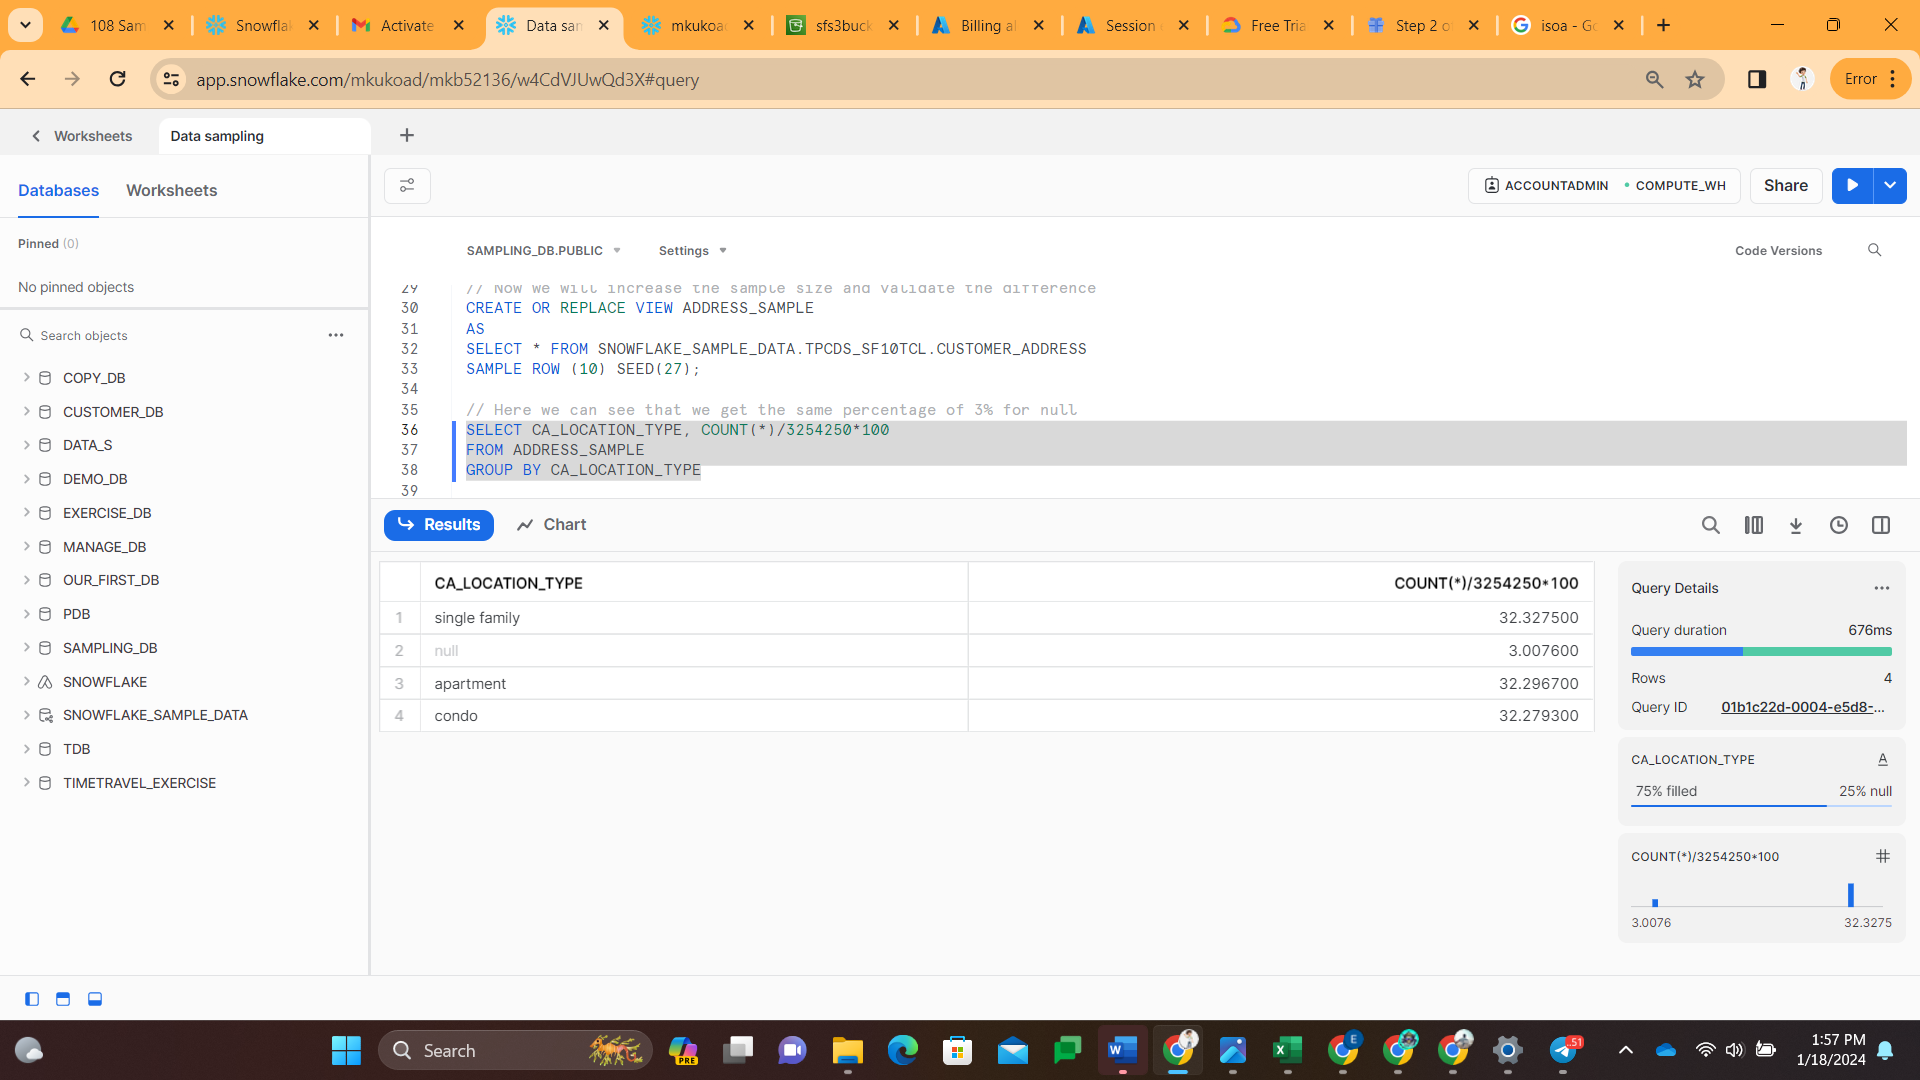 108 Sam
Snowfla
Activate
Data sam
mkukoad
sfs3buck
Billing al
Session
Free Tria
Step 2 o
isoa - Go
app.snowflake.com/mkukoad/mkb52136/w4CdVJUwQd3X#query
Error
Worksheets
Data sampling
Databases
Worksheets
ACCOUNTADMIN
COMPUTE_WH
Share
Pinned (0)
No pinned objects
Search objects
COPY_DB
CUSTOMER_DB
DATA_S
DEMO_DB
EXERCISE_DB
MANAGE_DB
OUR_FIRST_DB
PDB
SAMPLING_DB
SNOWFLAKE
SNOWFLAKE_SAMPLE_DATA
TDB
TIMETRAVEL_EXERCISE
SAMPLING_DB.PUBLIC
Settings
Code Versions
29 // Now we will increase the sample size and validate the difference
30 CREATE OR REPLACE VIEW ADDRESS_SAMPLE
31 AS
32 SELECT * FROM SNOWFLAKE_SAMPLE_DATA.TPCDS_SF10TCL.CUSTOMER_ADDRESS
33 SAMPLE ROW (10) SEED(27);
34
35 // Here we can see that we get the same percentage of 3% for null
36 SELECT CA_LOCATION_TYPE, COUNT(*)/3254250*100
37 FROM ADDRESS_SAMPLE
38 GROUP BY CA_LOCATION_TYPE
39
Results
Chart
CA_LOCATION_TYPE COUNT(*)/3254250*100
1 single family 32.327500
2 null 3.007600
3 apartment 32.296700
4 condo 32.279300
Query Details
Query duration 676ms
Rows 4
Query ID 01b1c22d-0004-e5d8-...
CA_LOCATION_TYPE A
75% filled 25% null
COUNT(*)/3254250*100 #
3.0076 32.3275
Search
PRE
W
X
E
51
1:57 PM
1/18/2024